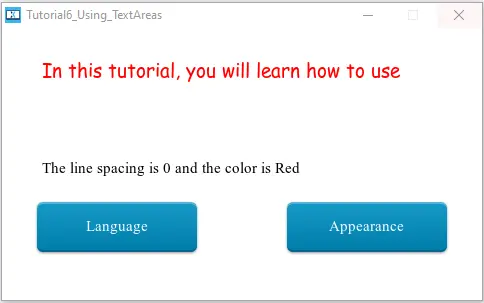 Tutorial6_Using_TextAreas
In this tutorial, you will learn how to use
The line spacing is 0 and the color is Red
Language
Appearance